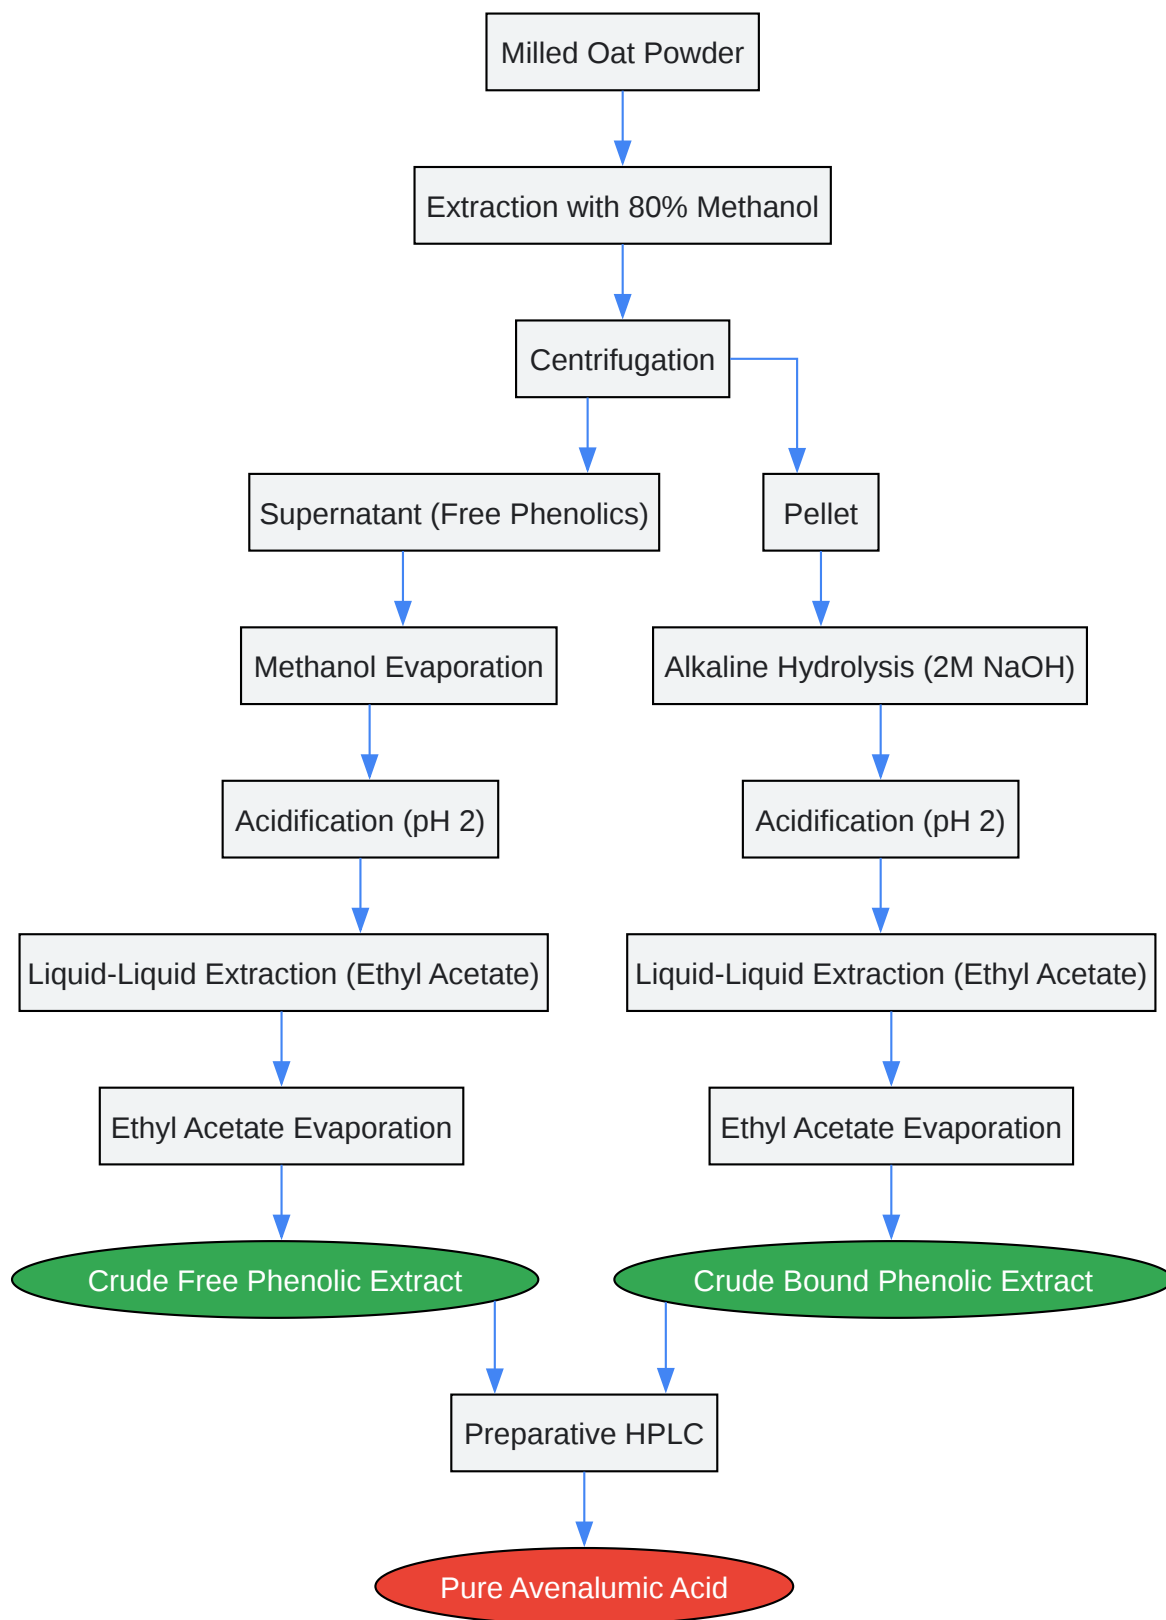 Milled Oat Powder
Extraction with 80% Methanol
Centrifugation
Supernatant (Free Phenolics)
Pellet
Methanol Evaporation
Alkaline Hydrolysis (2M NaOH)
Acidification (pH 2)
Acidification (pH 2)
Liquid-Liquid Extraction (Ethyl Acetate)
Liquid-Liquid Extraction (Ethyl Acetate)
Ethyl Acetate Evaporation
Ethyl Acetate Evaporation
Crude Free Phenolic Extract
Crude Bound Phenolic Extract
Preparative HPLC
Pure Avenalumic Acid